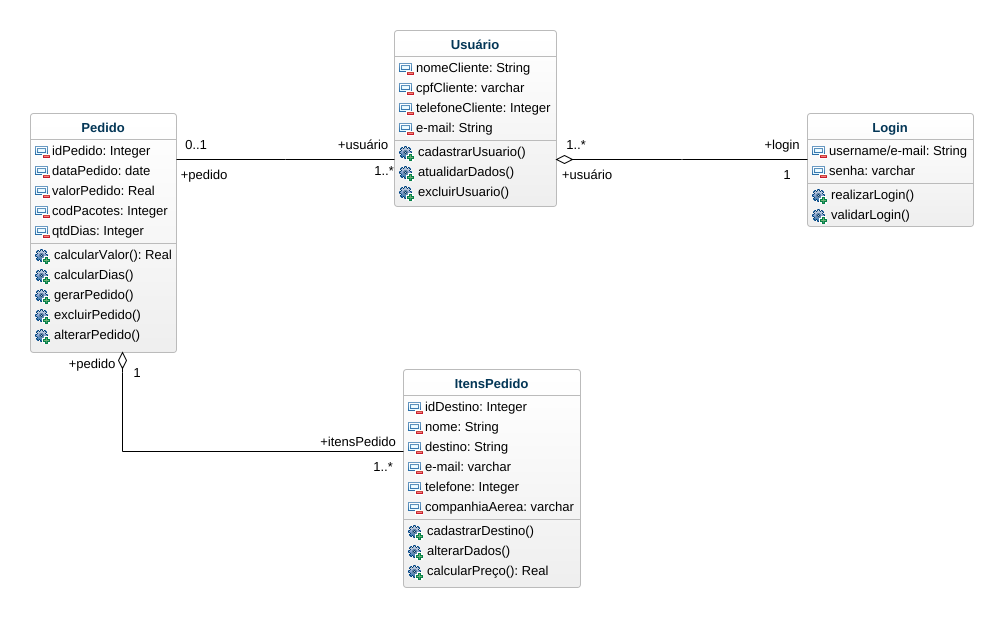 Usuário
nomeCliente: String
cpfCliente: varchar
telefoneCliente: Integer
e-mail: String
cadastrarUsuario()
atualidarDados()
excluirUsuario()
Pedido
idPedido: Integer
dataPedido: date
valorPedido: Real
codPacotes: Integer
qtdDias: Integer
calcularValor(): Real
calcularDias()
gerarPedido()
excluirPedido()
alterarPedido()
0..1
+pedido
+usuário
1..*
1..*
+usuário
+login
1
Login
username/e-mail: String
senha: varchar
realizarLogin()
validarLogin()
+pedido
1
+itensPedido
1..*
ItensPedido
idDestino: Integer
nome: String
destino: String
e-mail: varchar
telefone: Integer
companhiaAerea: varchar
cadastrarDestino()
alterarDados()
calcularPreço(): Real